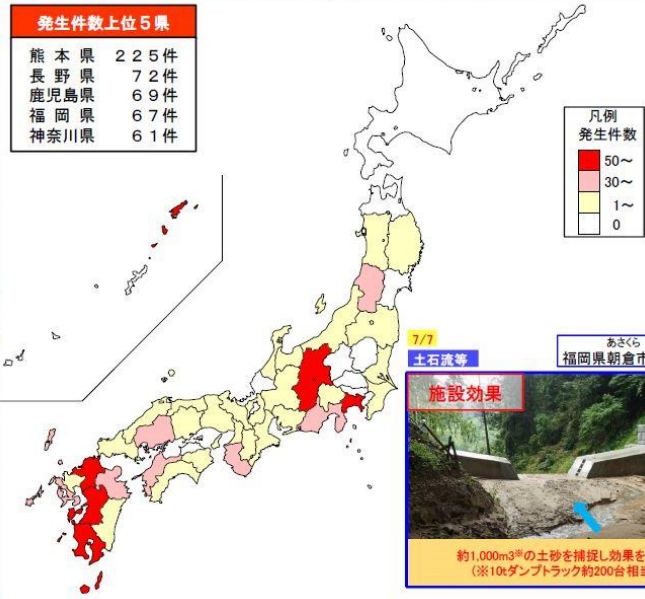 発生件数上位5県
熊本県 225件
長野県 72件
鹿児島県 69件
福岡県 67件
神奈川県 61件
凡例
発生件数
50～
30～
1～
0
7/7
土石流等
あさくら
福岡県朝倉市
施設効果
約1,000m3※の土砂を捕捉し効果を
（※10tダンプトラック約200台相当